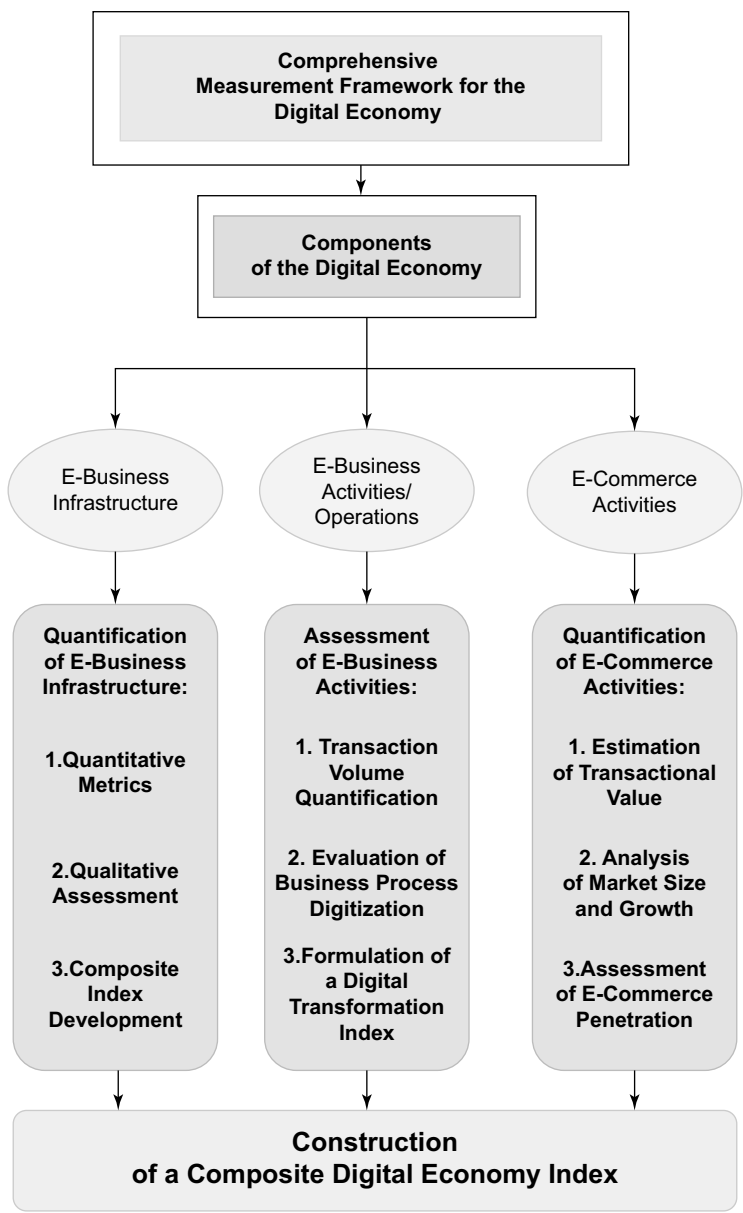 Comprehensive
Measurement Framework for the
Digital Economy
Components
of the Digital Economy
E-Business
Infrastructure
E-Business
Activities/
Operations
E-Commerce
Activities
Quantification
of E-Business
Infrastructure:
1.Quantitative
Metrics
2.Qualitative
Assessment
3.Composite
Index
Development
Assessment
of E-Business
Activities:
1. Transaction
Volume
Quantification
2. Evaluation of
Business Process
Digitization
3.Formulation of
a Digital
Transformation
Index
Quantification
of E-Commerce
Activities:
1. Estimation
of Transactional
Value
2. Analysis
of Market Size
and Growth
3.Assessment
of E-Commerce
Penetration
Construction
of a Composite Digital Economy Index